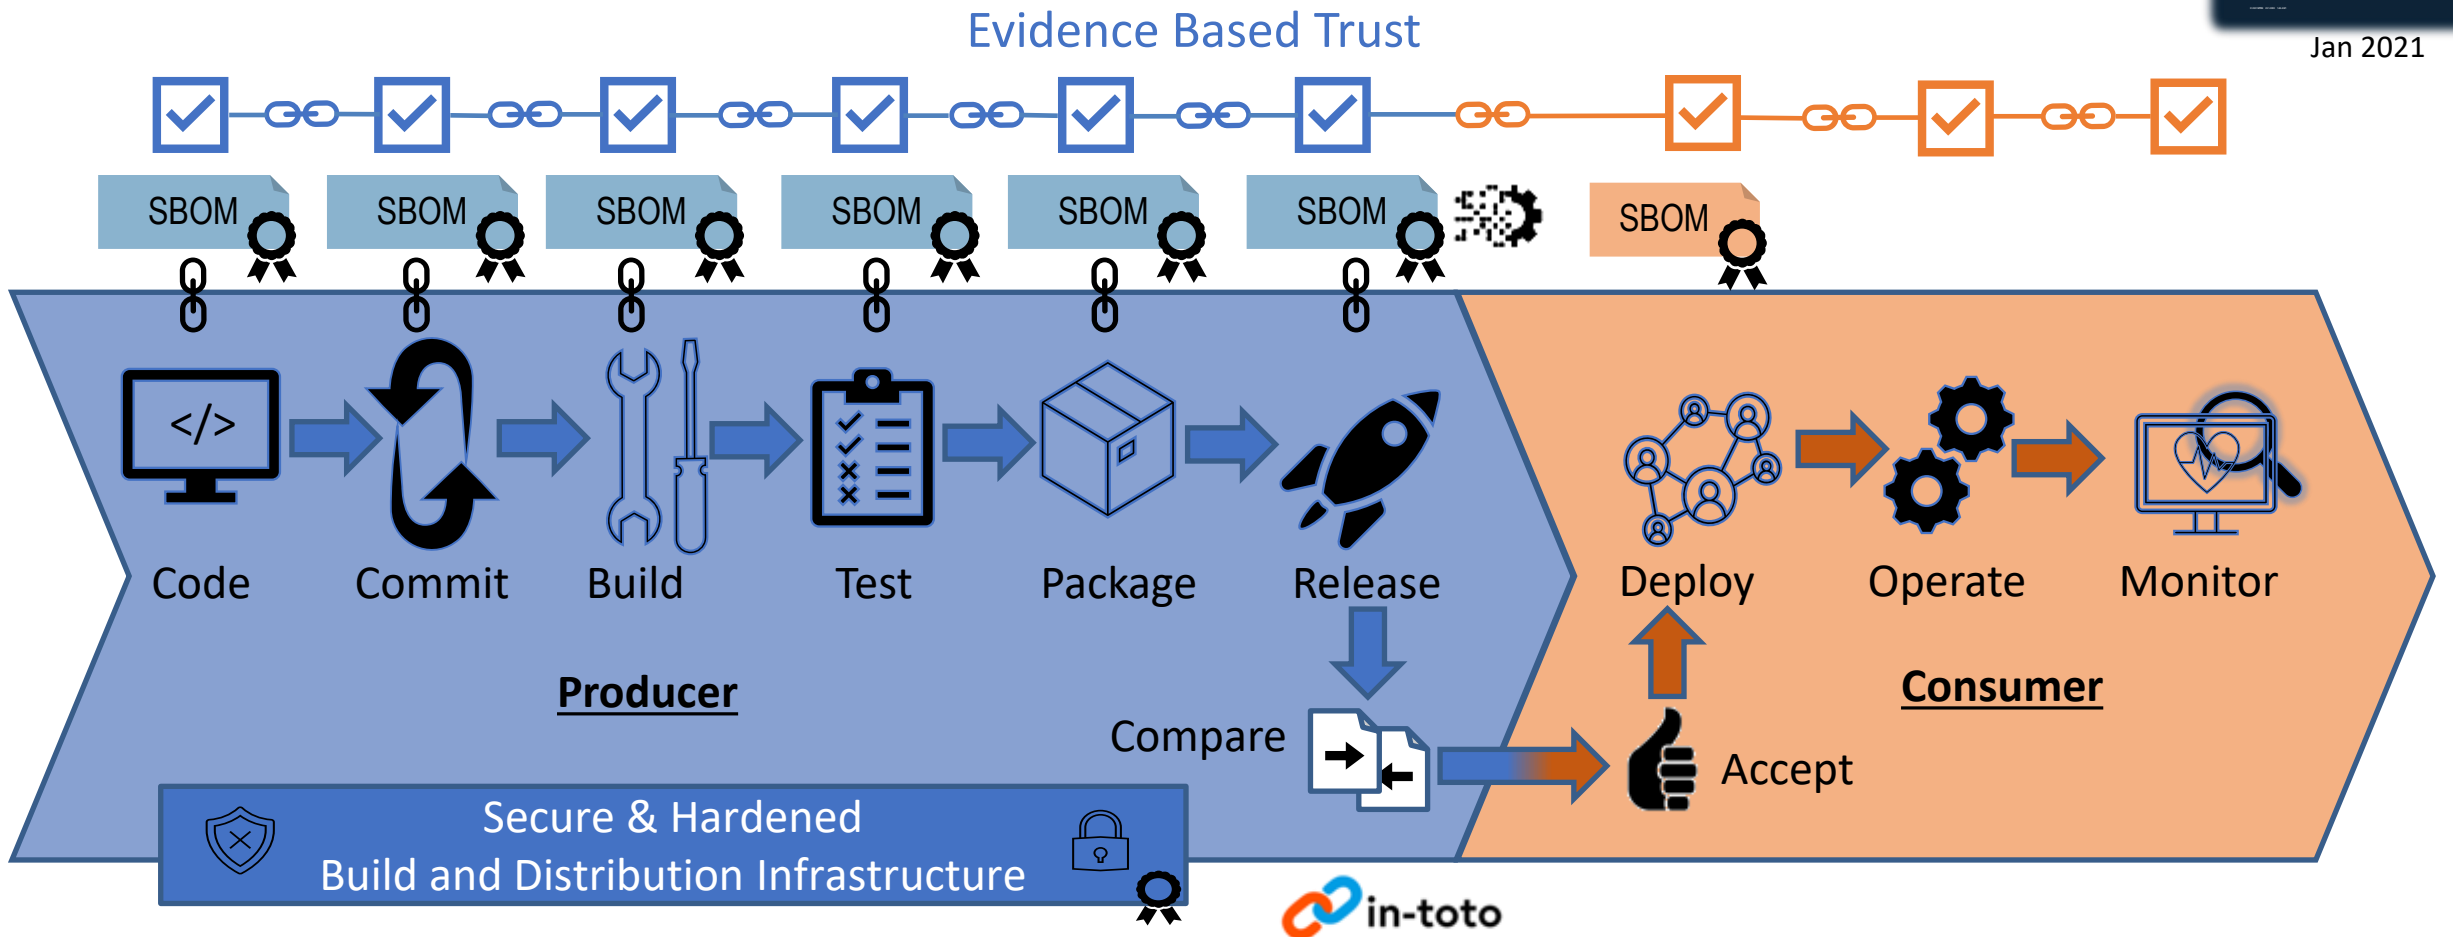 Evidence Based Trust
Jan 2021
SBOM
SBOM
SBOM
SBOM
SBOM
SBOM
SBOM
</>
Code
Commit
Build
Test
Package
Release
Deploy
Operate
Monitor
Producer
Consumer
Compare
Accept
Secure & Hardened
Build and Distribution Infrastructure
in-toto